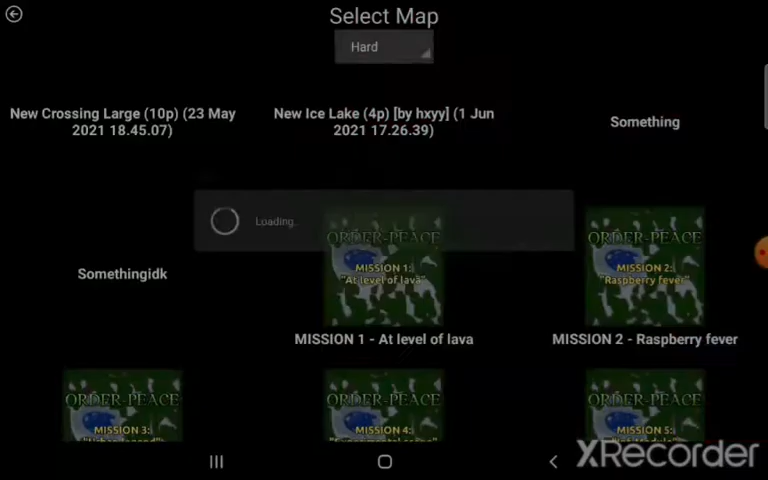 Select Map
Hard
New Crossing Large (10p) (23 May
2021 18.45.07)
New Ice Lake (4p) [by hxyy] (1 Jun
2021 17.26.39)
Something
Loading..
Somethingidk
ORDER-PEACE
MISSION 1:
"At level of lava"
MISSION 1 - At level of lava
ORDER-PEACE
MISSION 2:
"Raspberry fever"
MISSION 2 - Raspberry fever
ORDER-PEACE
MISSION 3:
ORDER-PEACE
MISSION 4:
ORDER-PEACE
MISSION 5:
XRecorder